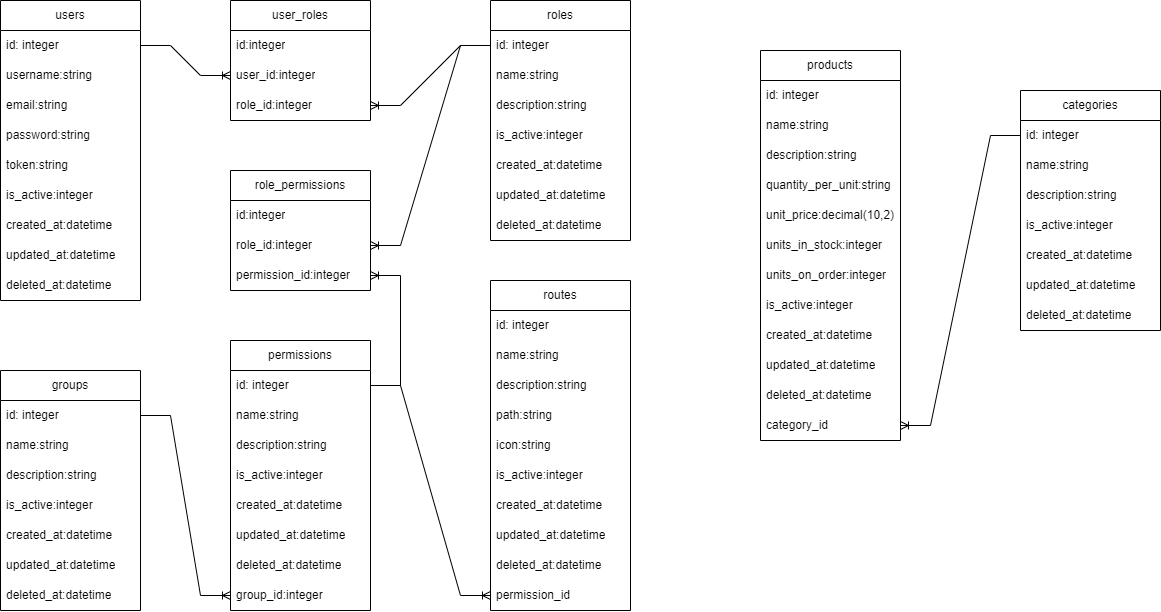 users
id: integer
username:string
email:string
password:string
token:string
is_active:integer
created_at:datetime
updated_at:datetime
deleted_at:datetime
user_roles
id:integer
user_id:integer
role_id:integer
roles
id: integer
name:string
description:string
is_active:integer
created_at:datetime
updated_at:datetime
deleted_at:datetime
role_permissions
id:integer
role_id:integer
permission_id:integer
groups
id: integer
name:string
description:string
is_active:integer
created_at:datetime
updated_at:datetime
deleted_at:datetime
permissions
id: integer
name:string
description:string
is_active:integer
created_at:datetime
updated_at:datetime
deleted_at:datetime
group_id:integer
routes
id: integer
name:string
description:string
path:string
icon:string
is_active:integer
created_at:datetime
updated_at:datetime
deleted_at:datetime
permission_id
products
id: integer
name:string
description:string
quantity_per_unit:string
unit_price:decimal(10,2)
units_in_stock:integer
units_on_order:integer
is_active:integer
created_at:datetime
updated_at:datetime
deleted_at:datetime
category_id
categories
id: integer
name:string
description:string
is_active:integer
created_at:datetime
updated_at:datetime
deleted_at:datetime